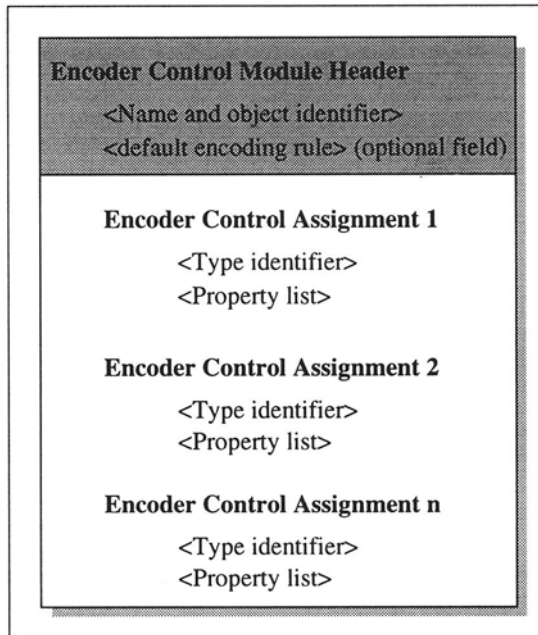 Encoder Control Module Header
<Name and object identifier>
<default encoding rule> (optional field)
Encoder Control Assignment 1
<Type identifier>
<Property list>
Encoder Control Assignment 2
<Type identifier>
<Property list>
Encoder Control Assignment n
<Type identifier>
<Property list>